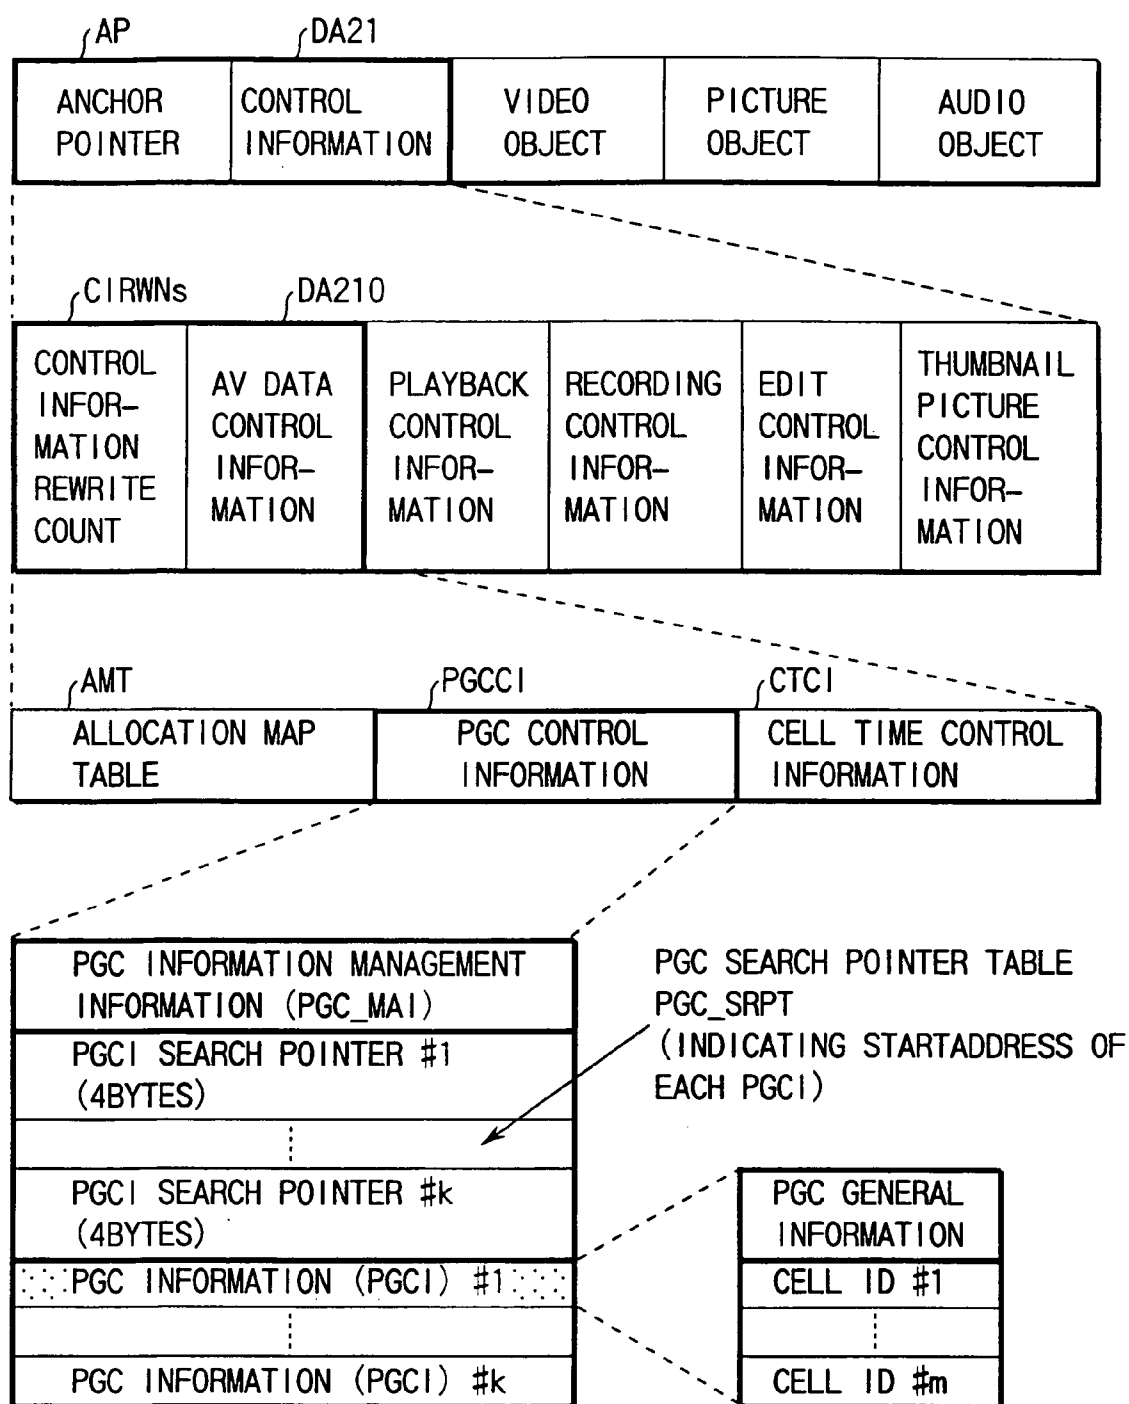 AP
DA21
ANCHOR
POINTER
CONTROL
INFORMATION
VIDEO
OBJECT
PICTURE
OBJECT
AUDIO
OBJECT
CIRWNs
DA210
CONTROL
INFOR-
MATION
REWRITE
COUNT
AV DATA
CONTROL
INFOR-
MATION
PLAYBACK
CONTROL
INFOR-
MATION
RECORDING
CONTROL
INFOR-
MATION
EDIT
CONTROL
INFOR-
MATION
THUMBNAIL
PICTURE
CONTROL
INFOR-
MATION
AMT
PGCCI
CTCI
ALLOCATION MAP
TABLE
PGC CONTROL
INFORMATION
CELL TIME CONTROL
INFORMATION
PGC INFORMATION MANAGEMENT
INFORMATION (PGC_MAI)
PGCI SEARCH POINTER #1
(4BYTES)
PGCI SEARCH POINTER #k
(4BYTES)
PGC INFORMATION (PGCI) #1
PGC INFORMATION (PGCI) #k
PGC SEARCH POINTER TABLE
PGC_SRPT
(INDICATING STARTADDRESS OF
EACH PGCI)
PGC GENERAL
INFORMATION
CELL ID #1
CELL ID #m